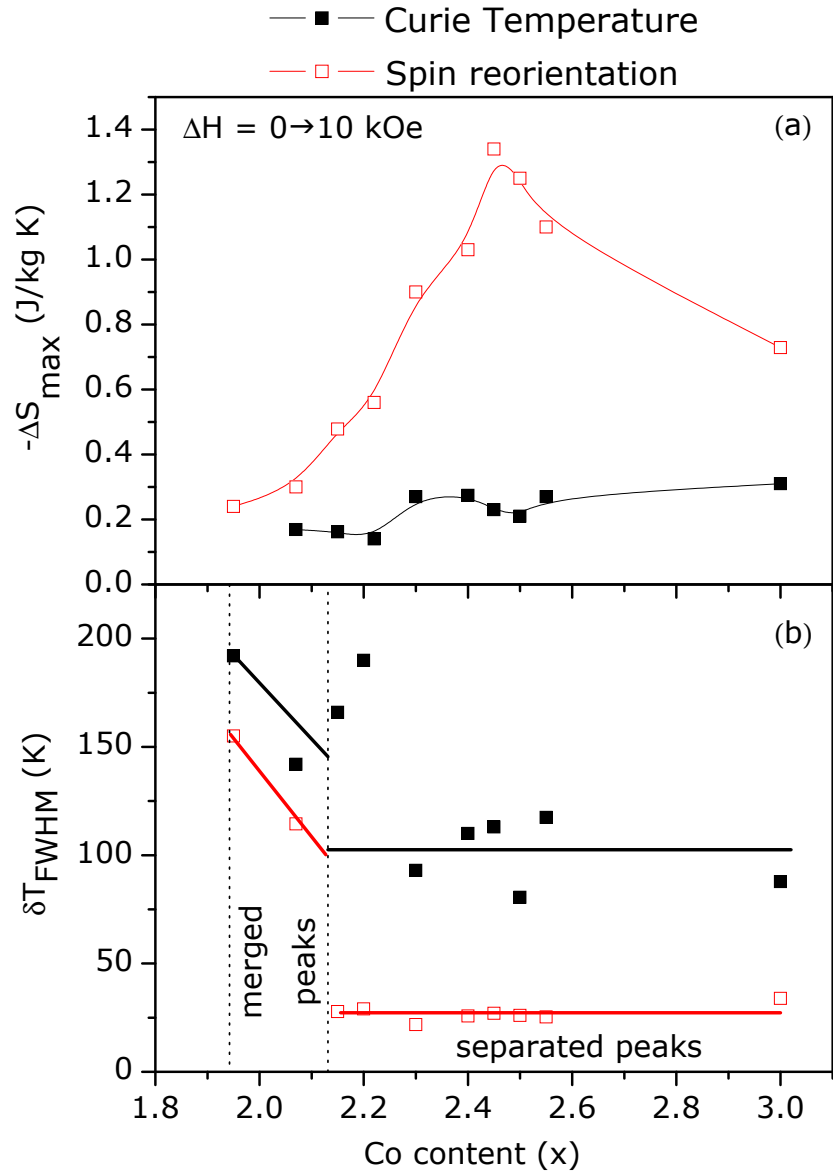 Curie Temperature
Spin reorientation
ΔH = 0→10 kOe
(a)
1.4
1.2
1.0
0.8
0.6
0.4
0.2
0.0
-ΔS_max (J/kg K)
(b)
200
150
100
50
0
δT_FWHM (K)
merged
peaks
separated peaks
1.8 2.0 2.2 2.4 2.6 2.8 3.0
Co content (x)